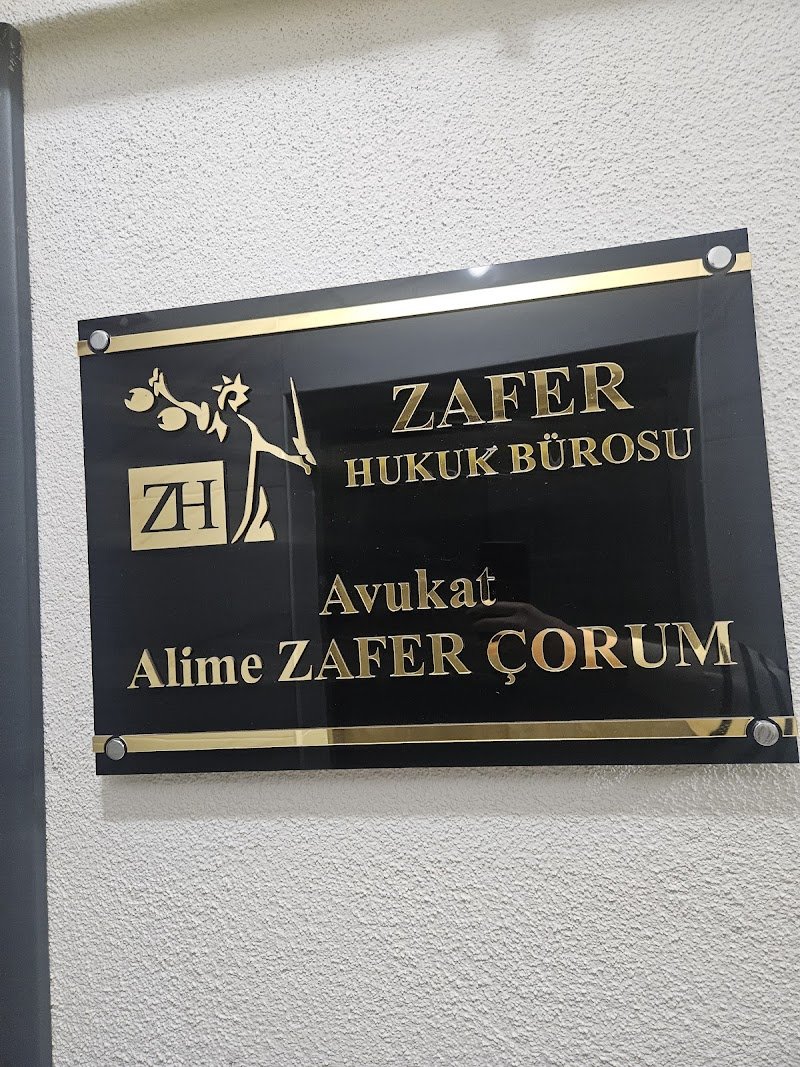 ZAFER
HUKUK BÜROSU
ZH
Avukat
Alime ZAFER ÇORUM